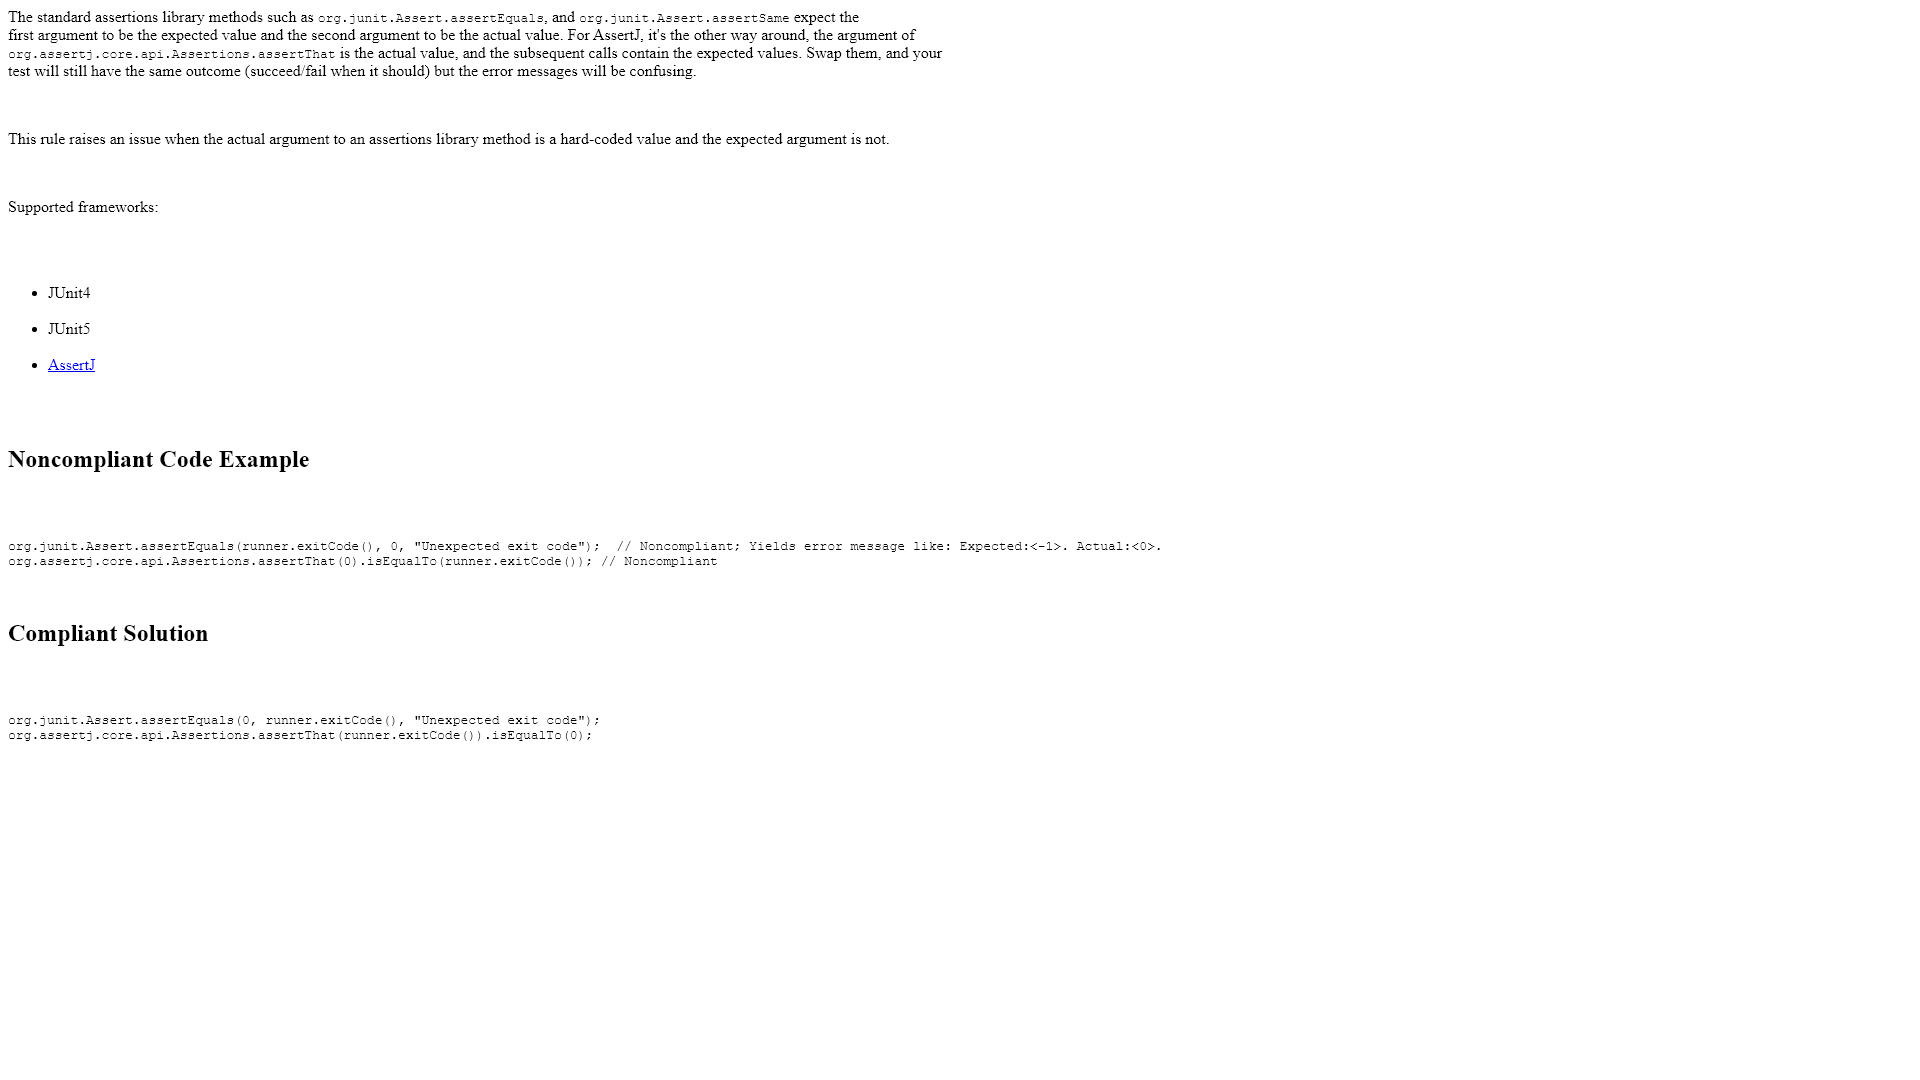 The standard assertions library methods such as org.junit.Assert.assertEquals, and org.junit.Assert.assertSame expect the
first argument to be the expected value and the second argument to be the actual value. For AssertJ, it's the other way around, the argument of
org.assertj.core.api.Assertions.assertThat is the actual value, and the subsequent calls contain the expected values. Swap them, and your
test will still have the same outcome (succeed/fail when it should) but the error messages will be confusing.
This rule raises an issue when the actual argument to an assertions library method is a hard-coded value and the expected argument is not.
Supported frameworks:
• JUnit4
• JUnit5
• AssertJ
Noncompliant Code Example
org.junit.Assert.assertEquals(runner.exitCode(), 0, "Unexpected exit code");  // Noncompliant; Yields error message like: Expected:<-1>. Actual:<0>.
org.assertj.core.api.Assertions.assertThat(0).isEqualTo(runner.exitCode()); // Noncompliant
Compliant Solution
org.junit.Assert.assertEquals(0, runner.exitCode(), "Unexpected exit code");
org.assertj.core.api.Assertions.assertThat(runner.exitCode()).isEqualTo(0);